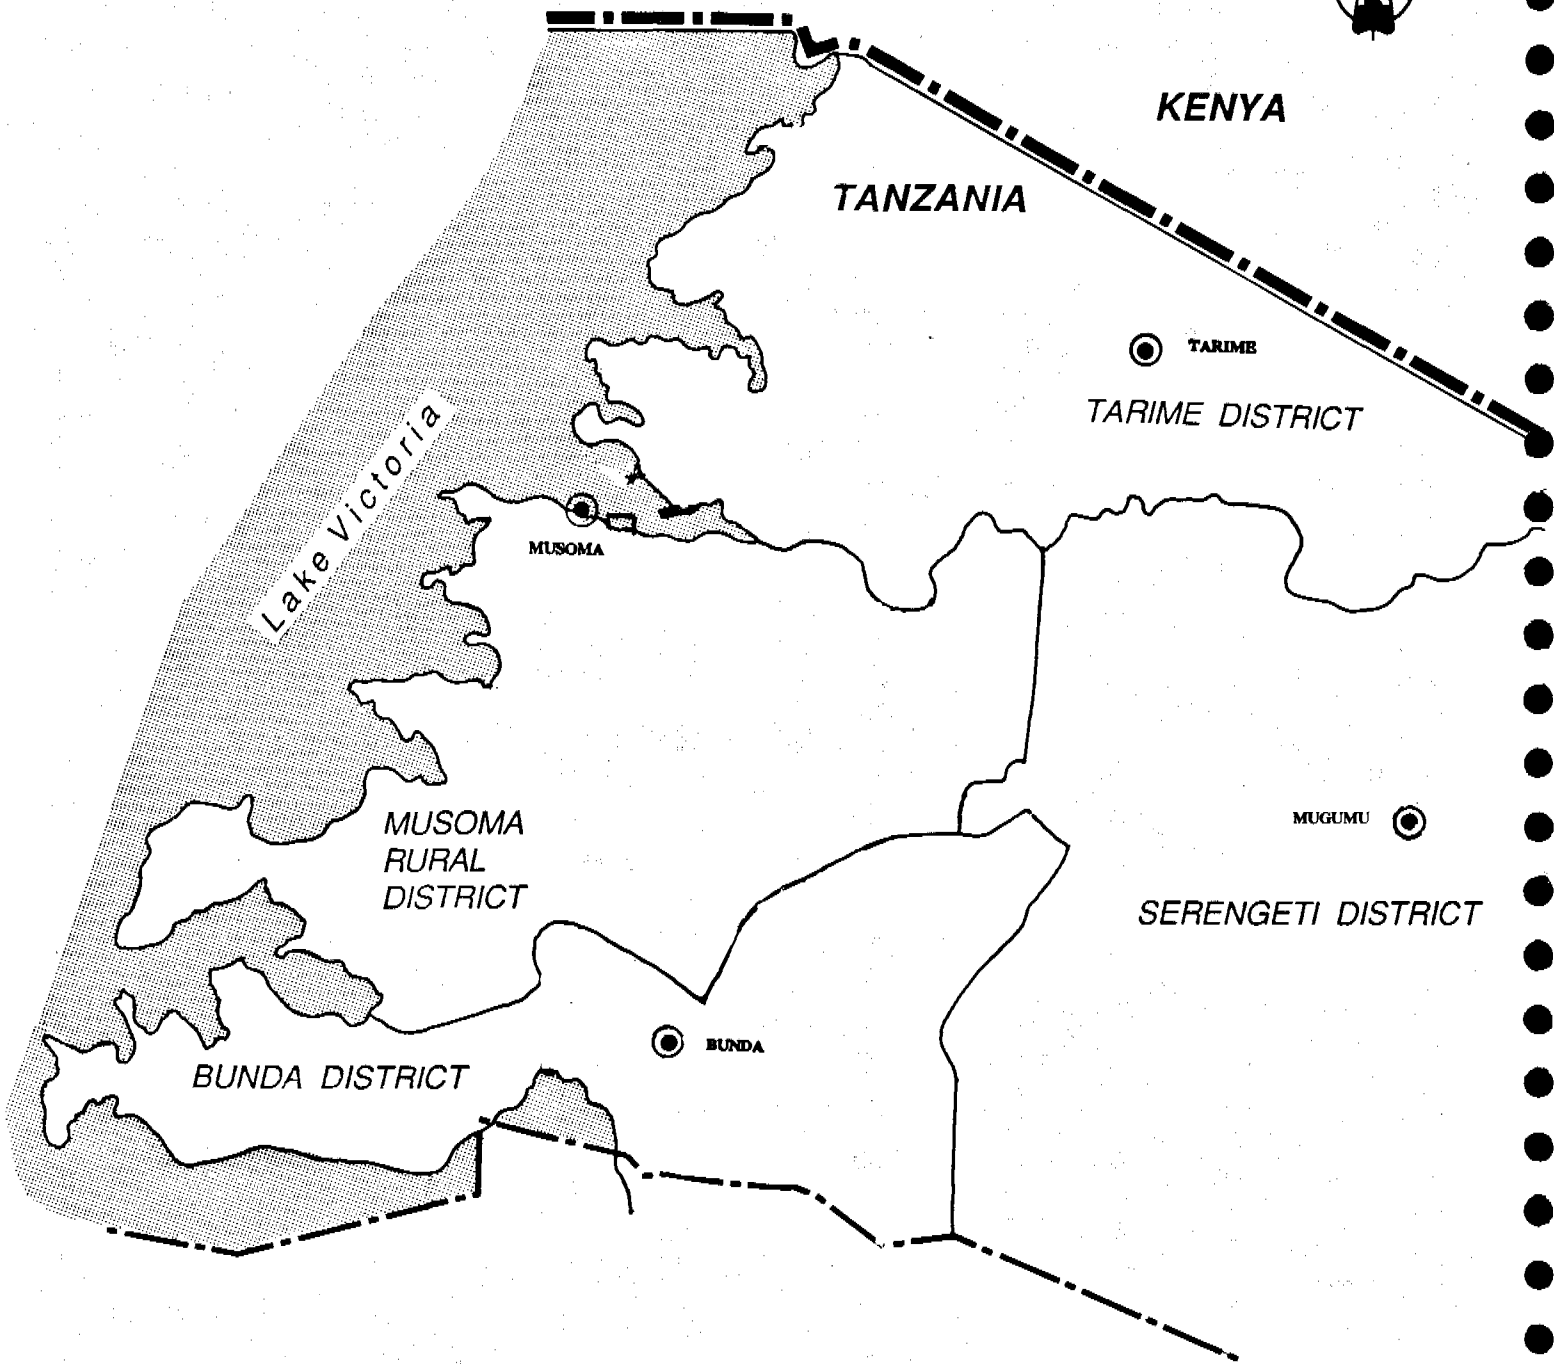 KENYA
TANZANIA
TARIME
TARIME DISTRICT
Lake Victoria
MUSOMA
MUSOMA
RURAL
DISTRICT
MUGUMU
SERENGETI DISTRICT
BUNDA
BUNDA DISTRICT